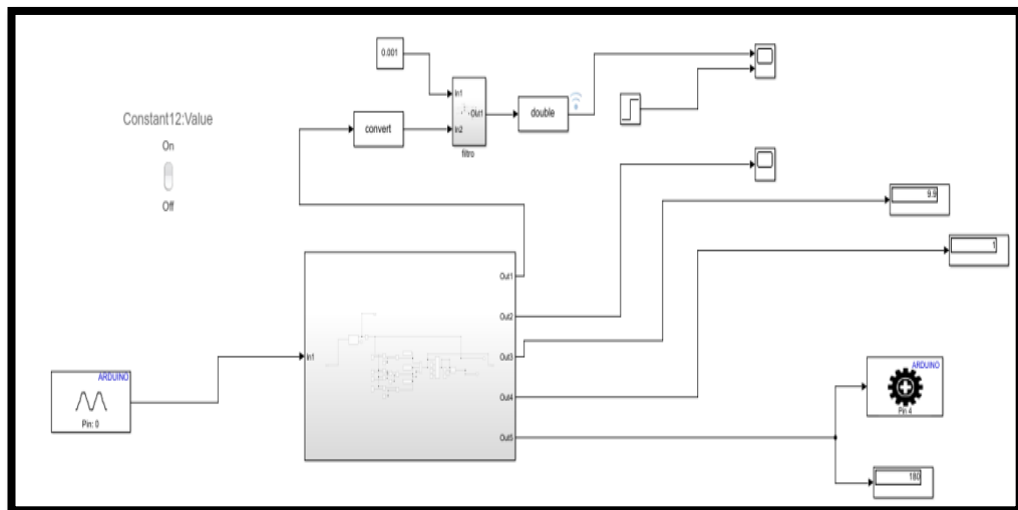 0.001
In1
Out1
In2
filtro
convert
double
Constant12:Value
On
Off
9.9
1
Out1
Out2
In1
Out3
Out4
Out5
ARDUINO
Pin: 0
ARDUINO
Pin 4
180